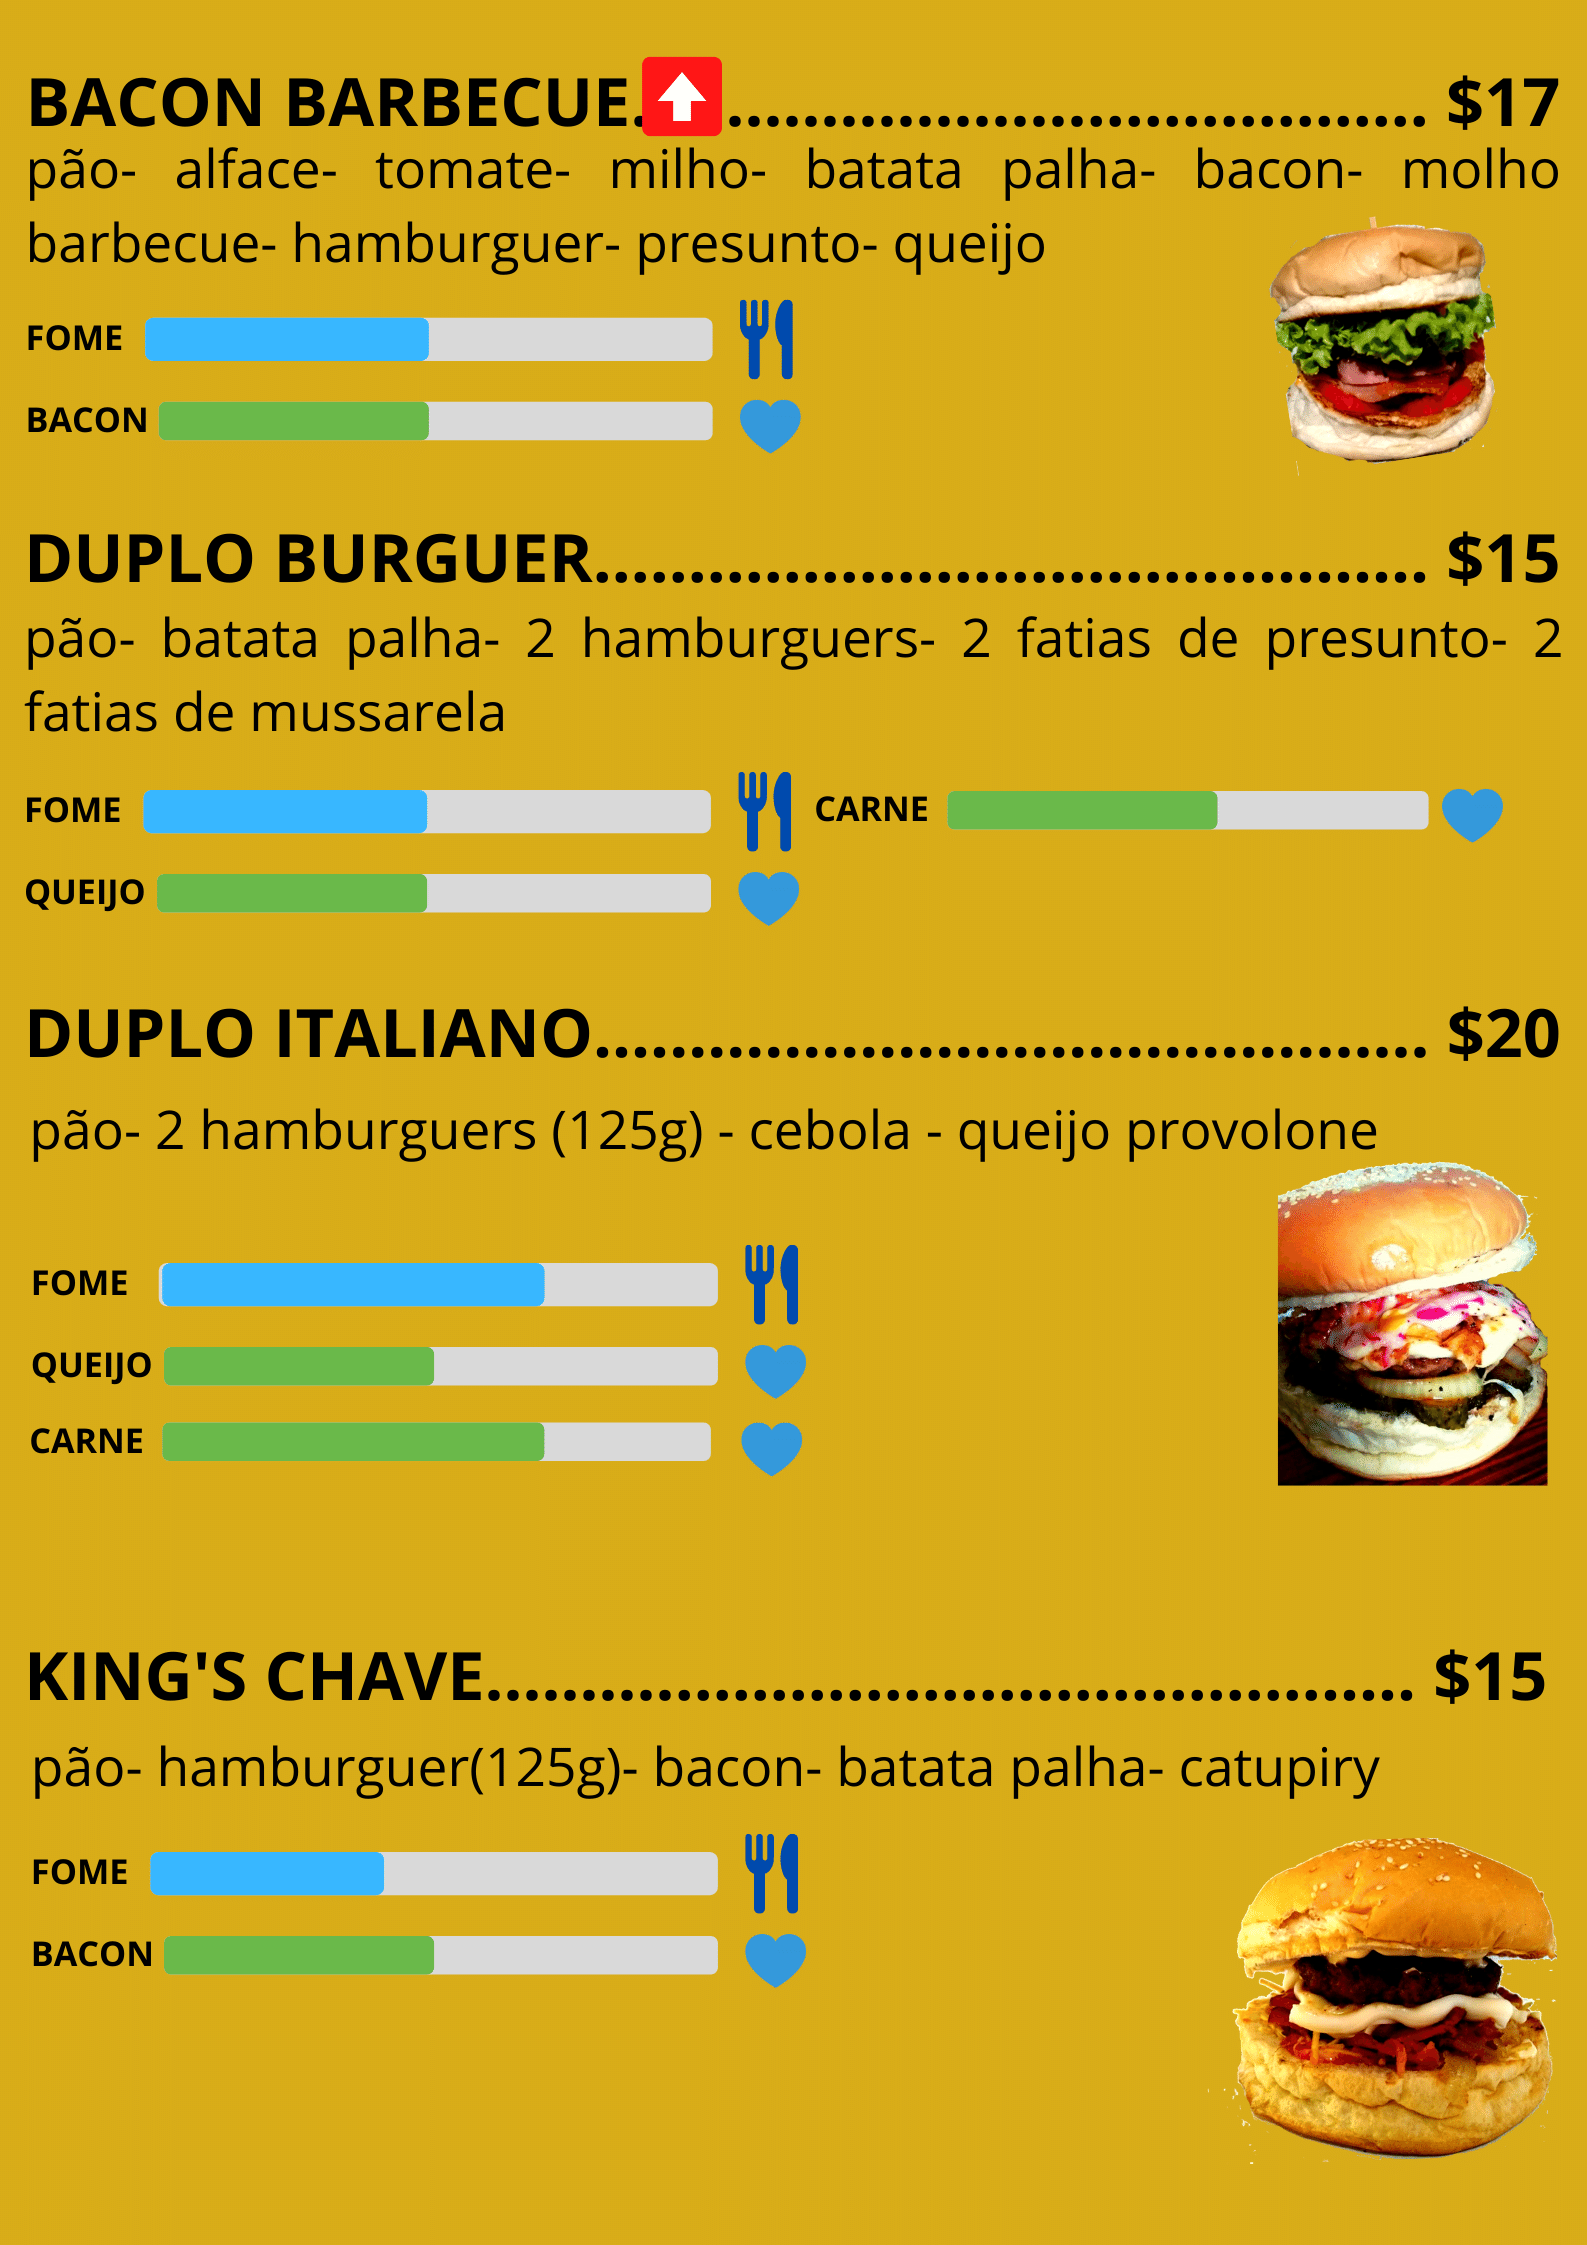 BACON BARBECUE...................................... $17
pão- alface- tomate- milho- batata palha- bacon- molho
barbecue- hamburguer- presunto- queijo
FOME
BACON
DUPLO BURGUER............................................ $15
pão- batata palha- 2 hamburguers- 2 fatias de presunto- 2
fatias de mussarela
FOME
CARNE
QUEIJO
DUPLO ITALIANO............................................ $20
pão- 2 hamburguers (125g) - cebola - queijo provolone
FOME
QUEIJO
CARNE
KING'S CHAVE................................................. $15
pão- hamburguer(125g)- bacon- batata palha- catupiry
FOME
BACON